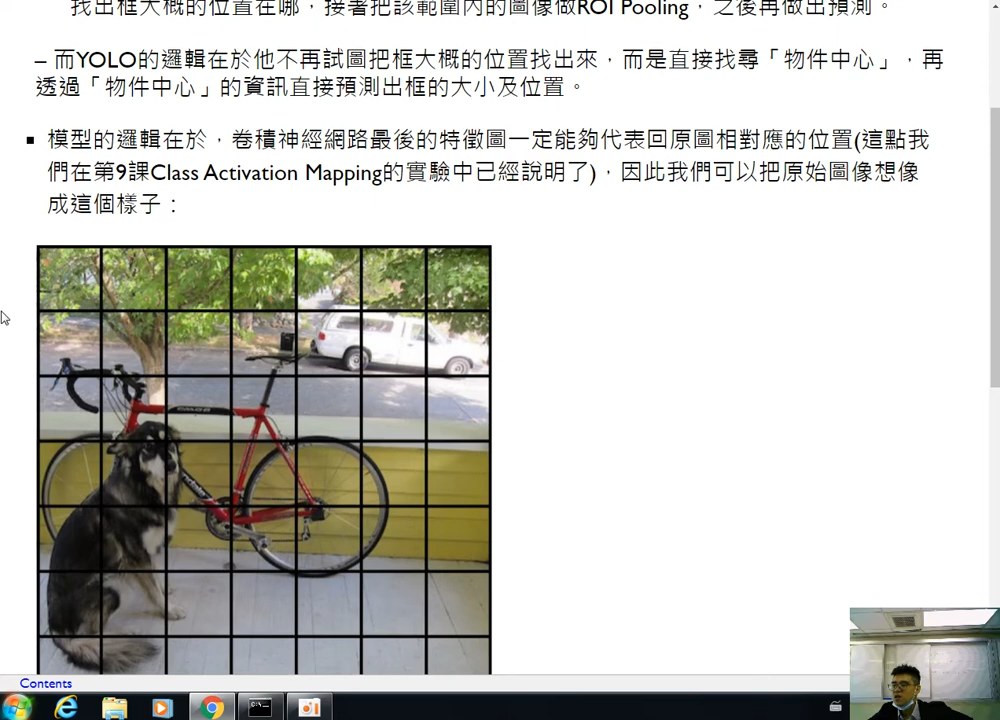 找出框大概的位置在哪，接著把該範圍內的圖像做ROI Pooling，之後再做出預測。
– 而YOLO的邏輯在於他不再試圖把框大概的位置找出來，而是直接找尋「物件中心」，再
透過「物件中心」的資訊直接預測出框的大小及位置。
▪ 模型的邏輯在於，卷積神經網路最後的特徵圖一定能夠代表回原圖相對應的位置(這點我
們在第9課Class Activation Mapping的實驗中已經說明了)，因此我們可以把原始圖像想像
成這個樣子：
Contents